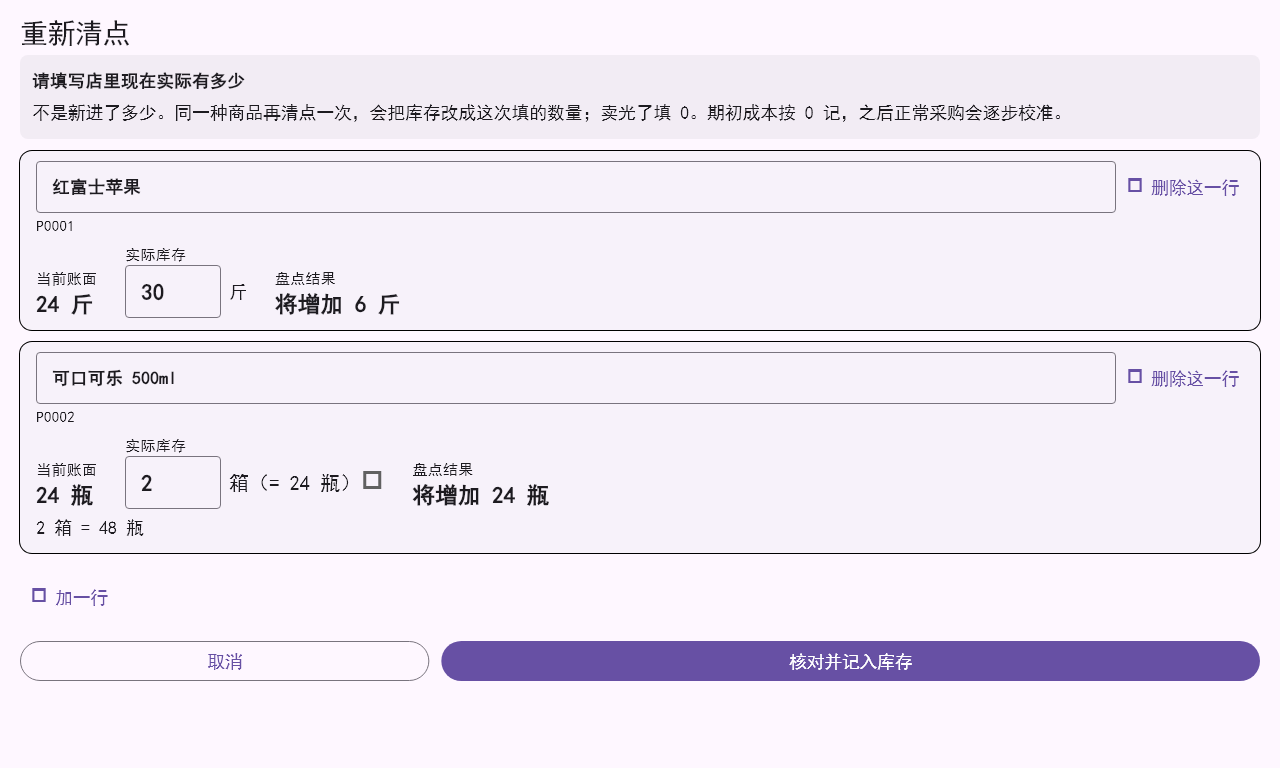 重新清点
请填写店里现在实际有多少
不是新进了多少。同一种商品再清点一次，会把库存改成这次填的数量；卖光了填 0。期初成本按 0 记，之后正常采购会逐步校准。
红富士苹果
删除这一行
P0001
实际库存
当前账面
盘点结果
30 斤
24 斤
将增加 6 斤
可口可乐 500ml
删除这一行
P0002
实际库存
当前账面
盘点结果
2 箱（= 24 瓶）
24 瓶
将增加 24 瓶
2 箱 = 48 瓶
加一行
取消
核对并记入库存